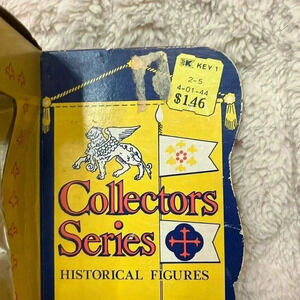 K KEY 1
2-5
4-01-44
$1.46
Collectors
Series
HISTORICAL FIGURES